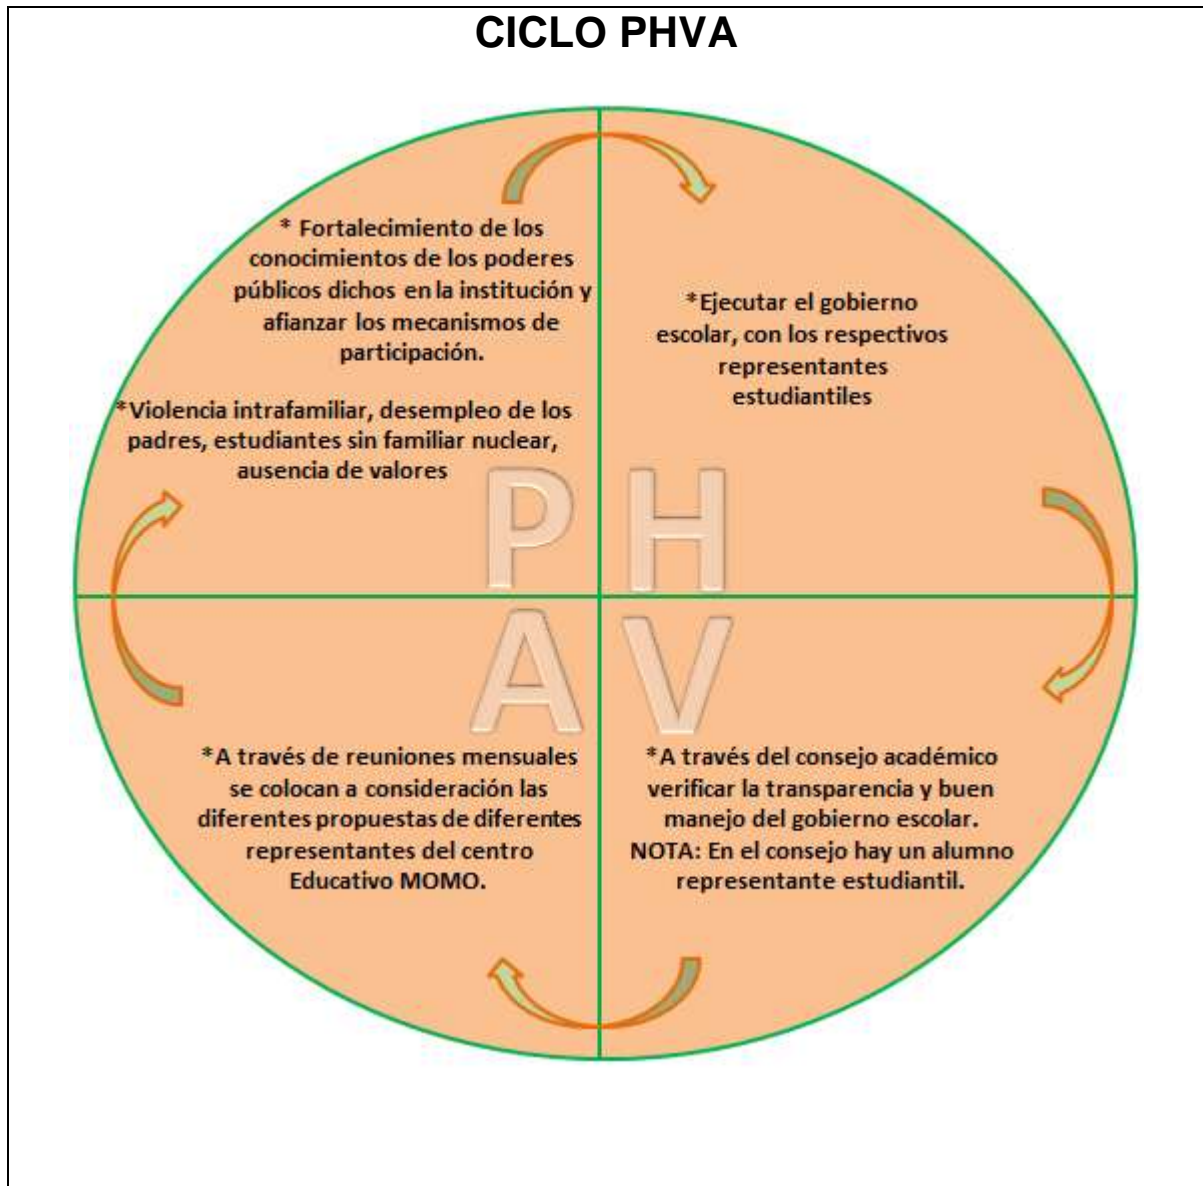 CICLO PHVA
* Fortalecimiento de los
conocimientos de los poderes
públicos dichos en la institución y
afianzar los mecanismos de
participación.
*Violencia intrafamiliar, desempleo de los
padres, estudiantes sin familiar nuclear,
ausencia de valores
*Ejecutar el gobierno
escolar, con los respectivos
representantes
estudiantiles
P H
A V
*A través de reuniones mensuales
se colocan a consideración las
diferentes propuestas de diferentes
representantes del centro
Educativo MOMO.
*A través del consejo académico
verificar la transparencia y buen
manejo del gobierno escolar.
NOTA: En el consejo hay un alumno
representante estudiantil.